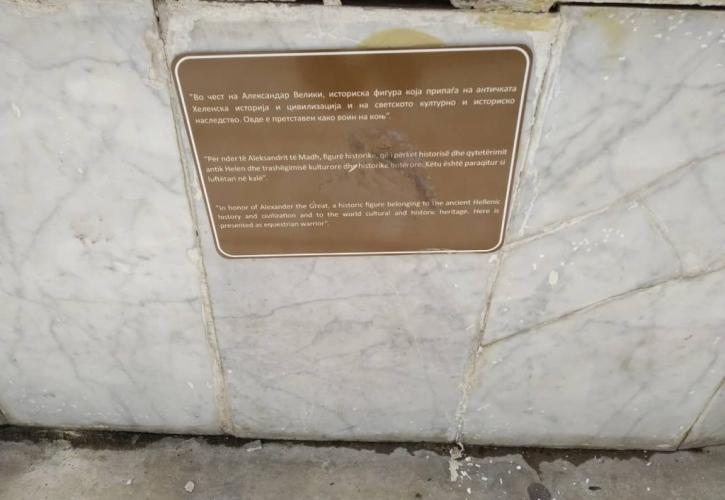 "Во чест на Александар Велики, историска фигура која припаѓа на античката
Хеленска историја и цивилизација и на светското културно и историско
наследство. Овде е претставен како воин на коњ".
"Për nder të Aleksandrit të Madh, figurë historike, që i përket historisë dhe qytetërimit
antik Helen dhe trashëgimisë kulturore dhe historike botërore. Këtu është paraqitur si
luftëtari në kalë".
"In honor of Alexander the Great, a historic figure belonging to the ancient Hellenic
history and civilization and to the world cultural and historic heritage. Here is
presented as equestrian warrior".